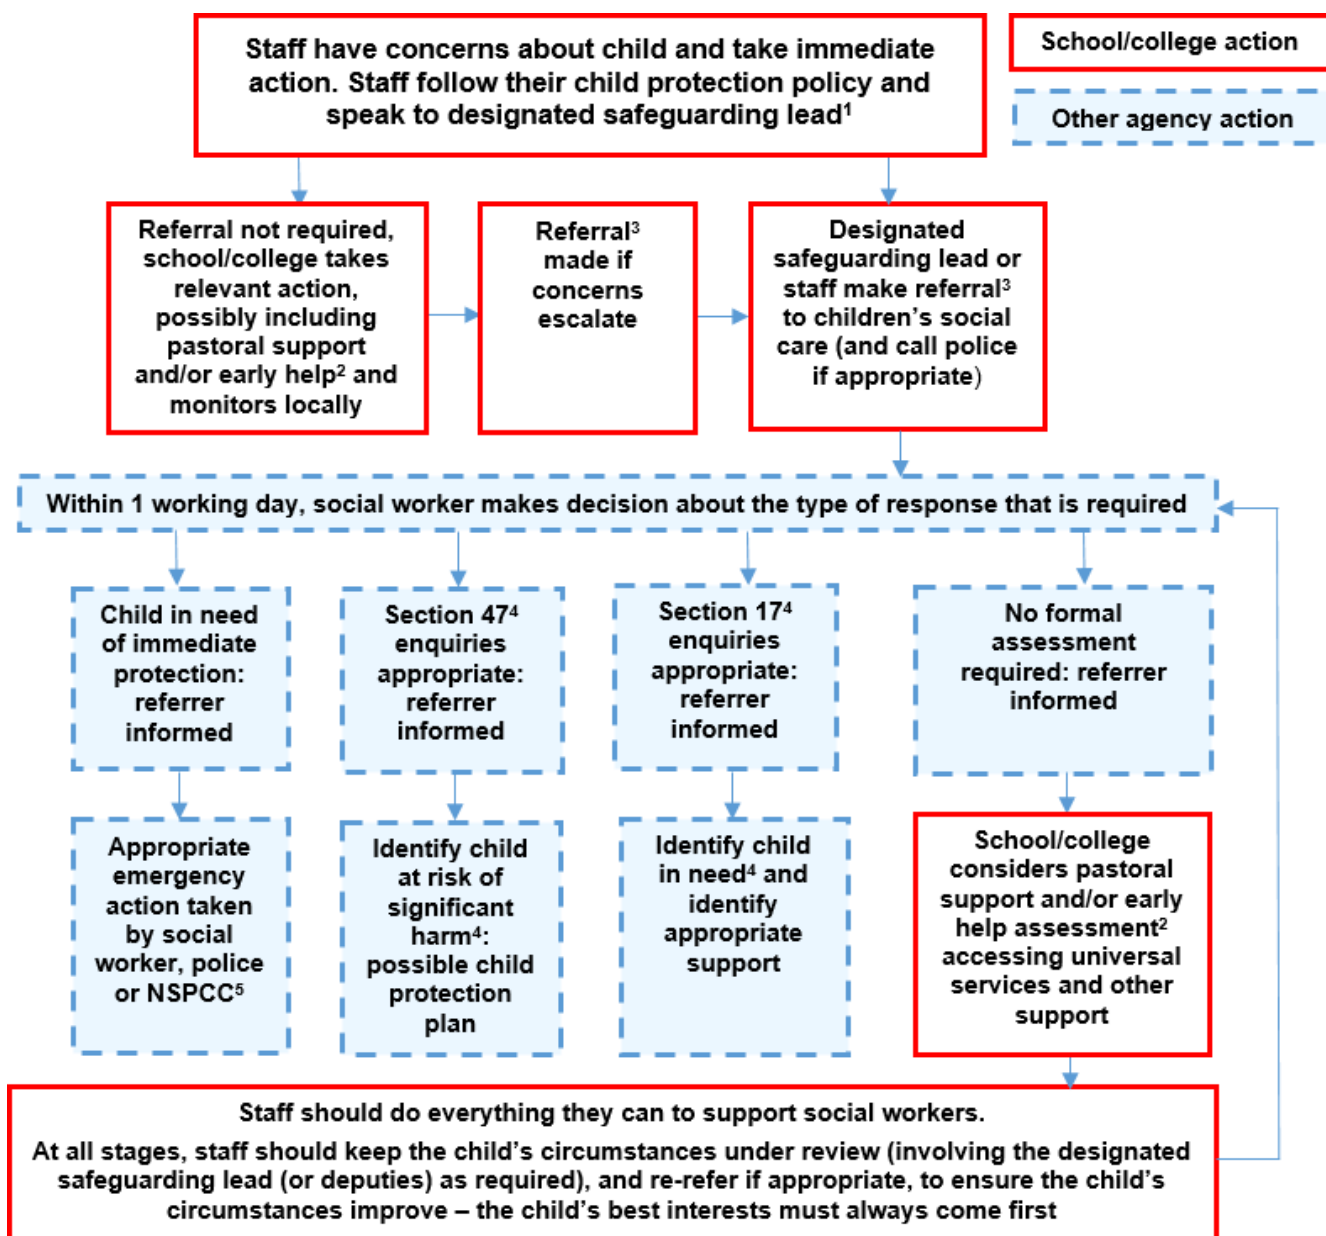 Staff have concerns about child and take immediate
action. Staff follow their child protection policy and
speak to designated safeguarding lead¹
School/college action
Other agency action
Referral not required,
school/college takes
relevant action,
possibly including
pastoral support
and/or early help² and
monitors locally
Referral³
made if
concerns
escalate
Designated
safeguarding lead or
staff make referral³
to children’s social
care (and call police
if appropriate)
Within 1 working day, social worker makes decision about the type of response that is required
Child in need
of immediate
protection:
referrer
informed
Section 47⁴
enquiries
appropriate:
referrer
informed
Section 17⁴
enquiries
appropriate:
referrer
informed
No formal
assessment
required: referrer
informed
Appropriate
emergency
action taken
by social
worker, police
or NSPCC⁵
Identify child
at risk of
significant
harm⁴:
possible child
protection
plan
Identify child
in need⁴ and
identify
appropriate
support
School/college
considers pastoral
support and/or early
help assessment²
accessing universal
services and other
support
Staff should do everything they can to support social workers.
At all stages, staff should keep the child’s circumstances under review (involving the designated
safeguarding lead (or deputies) as required), and re-refer if appropriate, to ensure the child’s
circumstances improve – the child’s best interests must always come first